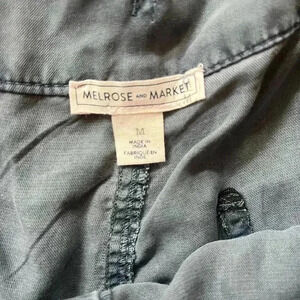 MELROSE AND MARKET
M
MADE IN
INDIA
FABRIQUÉ EN
INDE